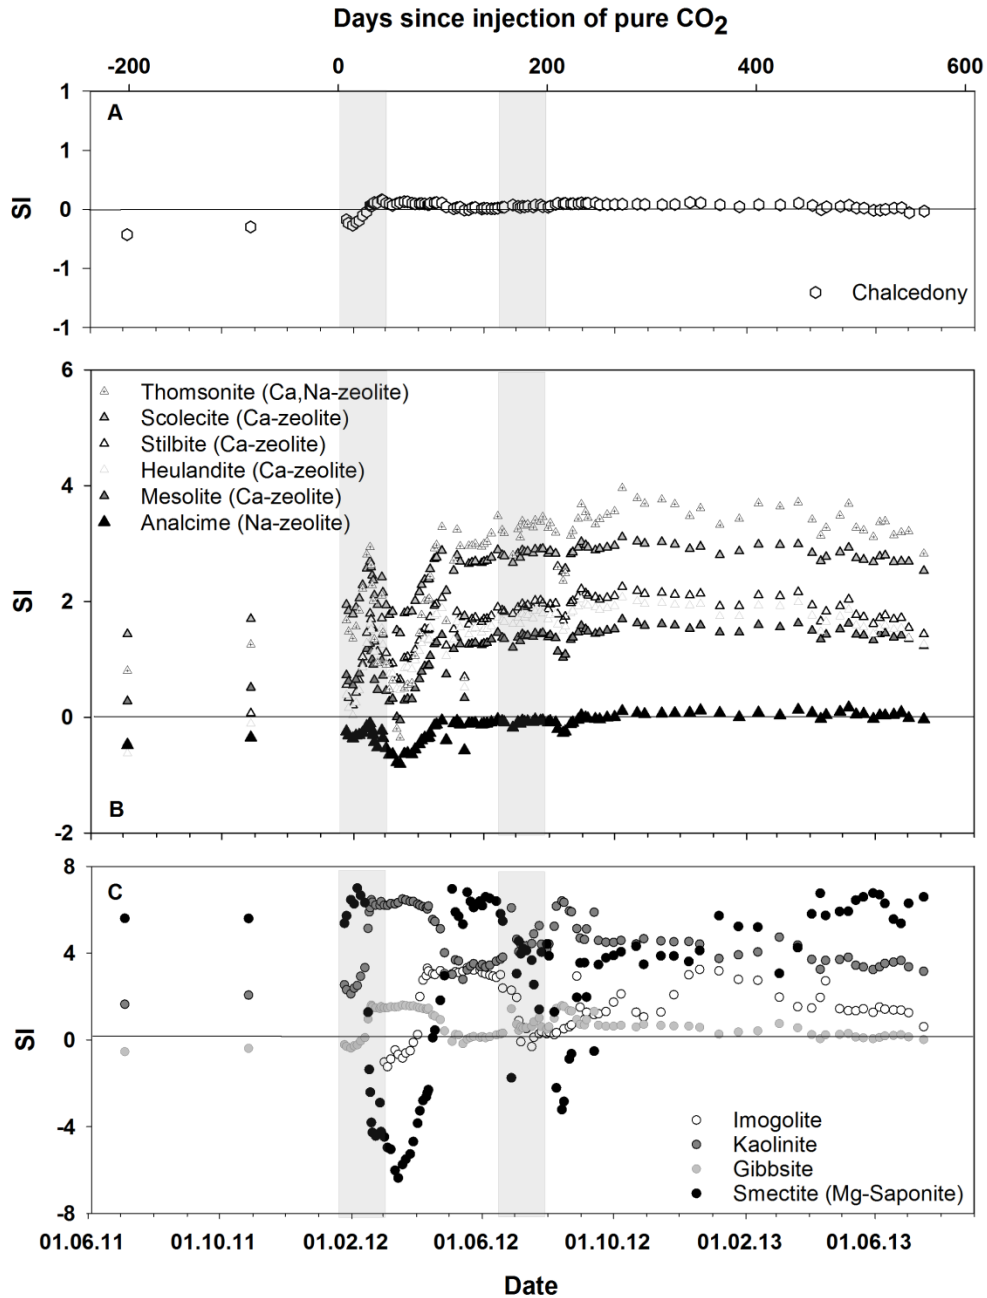 Days since injection of pure CO2
-200 0 200 400 600
A
1
1
0
-1
-1
SI
Chalcedony
6
4
2
0
-2
SI
Thomsonite (Ca,Na-zeolite)
Scolecite (Ca-zeolite)
Stilbite (Ca-zeolite)
Heulandite (Ca-zeolite)
Mesolite (Ca-zeolite)
Analcime (Na-zeolite)
B
C
8
4
0
-4
-8
SI
Imogolite
Kaolinite
Gibbsite
Smectite (Mg-Saponite)
01.06.11 01.10.11 01.02.12 01.06.12 01.10.12 01.02.13 01.06.13
Date